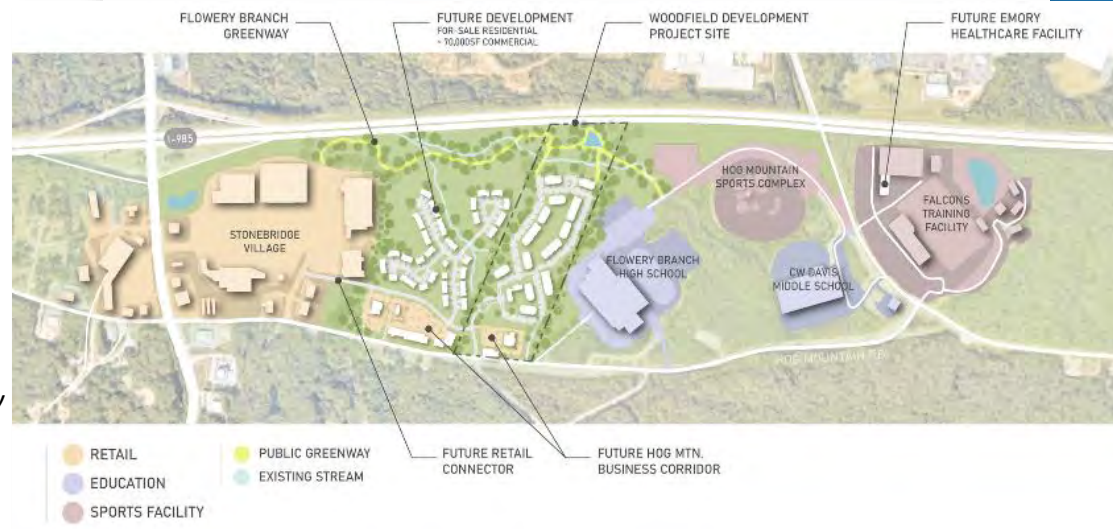 FLOWERY BRANCH
GREENWAY
FUTURE DEVELOPMENT
FOR-SALE RESIDENTIAL
~ 70,000SF COMMERCIAL
WOODFIELD DEVELOPMENT
PROJECT SITE
FUTURE EMORY
HEALTHCARE FACILITY
I-985
HOG MOUNTAIN
SPORTS COMPLEX
FALCONS
TRAINING
FACILITY
STONEBRIDGE
VILLAGE
FLOWERY BRANCH
HIGH SCHOOL
CW DAVIS
MIDDLE SCHOOL
HOG MOUNTAIN RD
RETAIL
EDUCATION
SPORTS FACILITY
PUBLIC GREENWAY
EXISTING STREAM
FUTURE RETAIL
CONNECTOR
FUTURE HOG MTN.
BUSINESS CORRIDOR